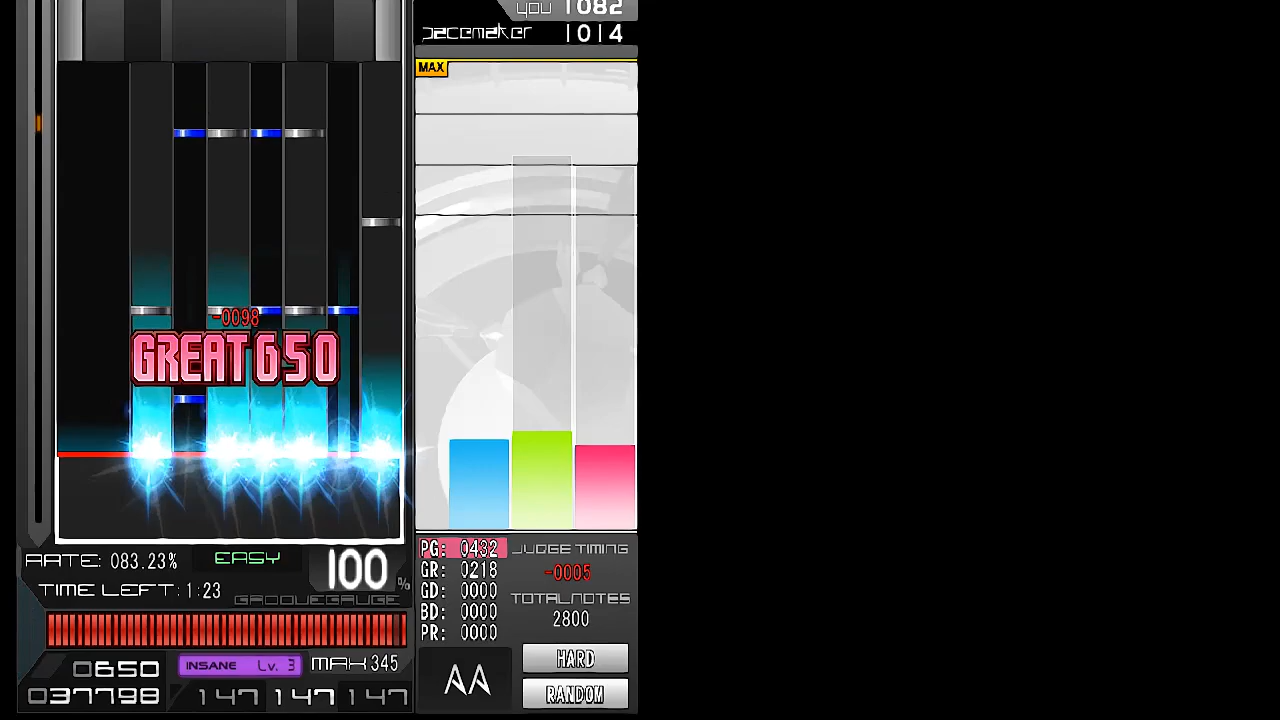 you 1082
pacemaker 1014
MAX
-0098
GREAT 650
RATE: 083.23% EASY 100 %
TIME LEFT: 1:23
GROOVEGAUGE
PG: 0432 JUDGE TIMING
GR: 0218 -0005
GD: 0000 TOTALNOTES
BD: 0000 2800
PR: 0000
0650 INSANE Lv. 3 MAX 345
037798 147 147 147
AA
HARD
RANDOM